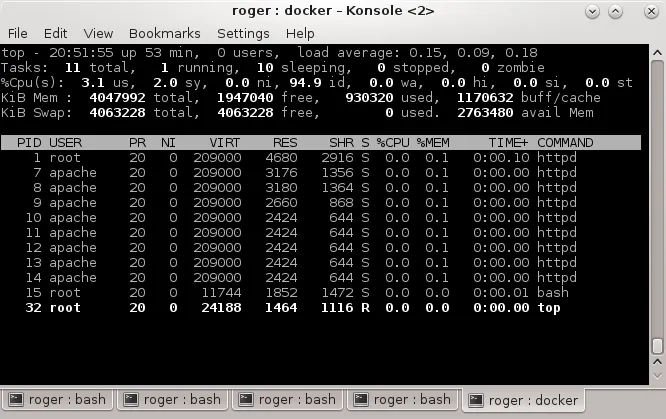 roger : docker – Konsole <2>
File Edit View Bookmarks Settings Help
top - 20:51:55 up 53 min,  0 users,  load average: 0.15, 0.09, 0.18
Tasks:  11 total,   1 running,  10 sleeping,   0 stopped,   0 zombie
%Cpu(s):  3.1 us,  2.0 sy,  0.0 ni, 94.9 id,  0.0 wa,  0.0 hi,  0.0 si,  0.0 st
KiB Mem :  4047992 total,  1947040 free,   930320 used,  1170632 buff/cache
KiB Swap:  4063228 total,  4063228 free,        0 used.  2763480 avail Mem
PID USER      PR  NI    VIRT    RES    SHR S %CPU %MEM     TIME+ COMMAND
1 root      20   0  209000   4680   2916 S  0.0  0.1   0:00.10 httpd
7 apache    20   0  209000   3176   1356 S  0.0  0.1   0:00.00 httpd
8 apache    20   0  209000   3180   1364 S  0.0  0.1   0:00.00 httpd
9 apache    20   0  209000   2660    868 S  0.0  0.1   0:00.00 httpd
10 apache    20   0  209000   2424    644 S  0.0  0.1   0:00.00 httpd
11 apache    20   0  209000   2424    644 S  0.0  0.1   0:00.00 httpd
12 apache    20   0  209000   2424    644 S  0.0  0.1   0:00.00 httpd
13 apache    20   0  209000   2424    644 S  0.0  0.1   0:00.00 httpd
14 apache    20   0  209000   2424    644 S  0.0  0.1   0:00.00 httpd
15 root      20   0   11744   1852   1472 S  0.0  0.0   0:00.01 bash
32 root      20   0   24188   1464   1116 R  0.0  0.0   0:00.00 top
roger : bash roger : bash roger : bash roger : bash roger : docker